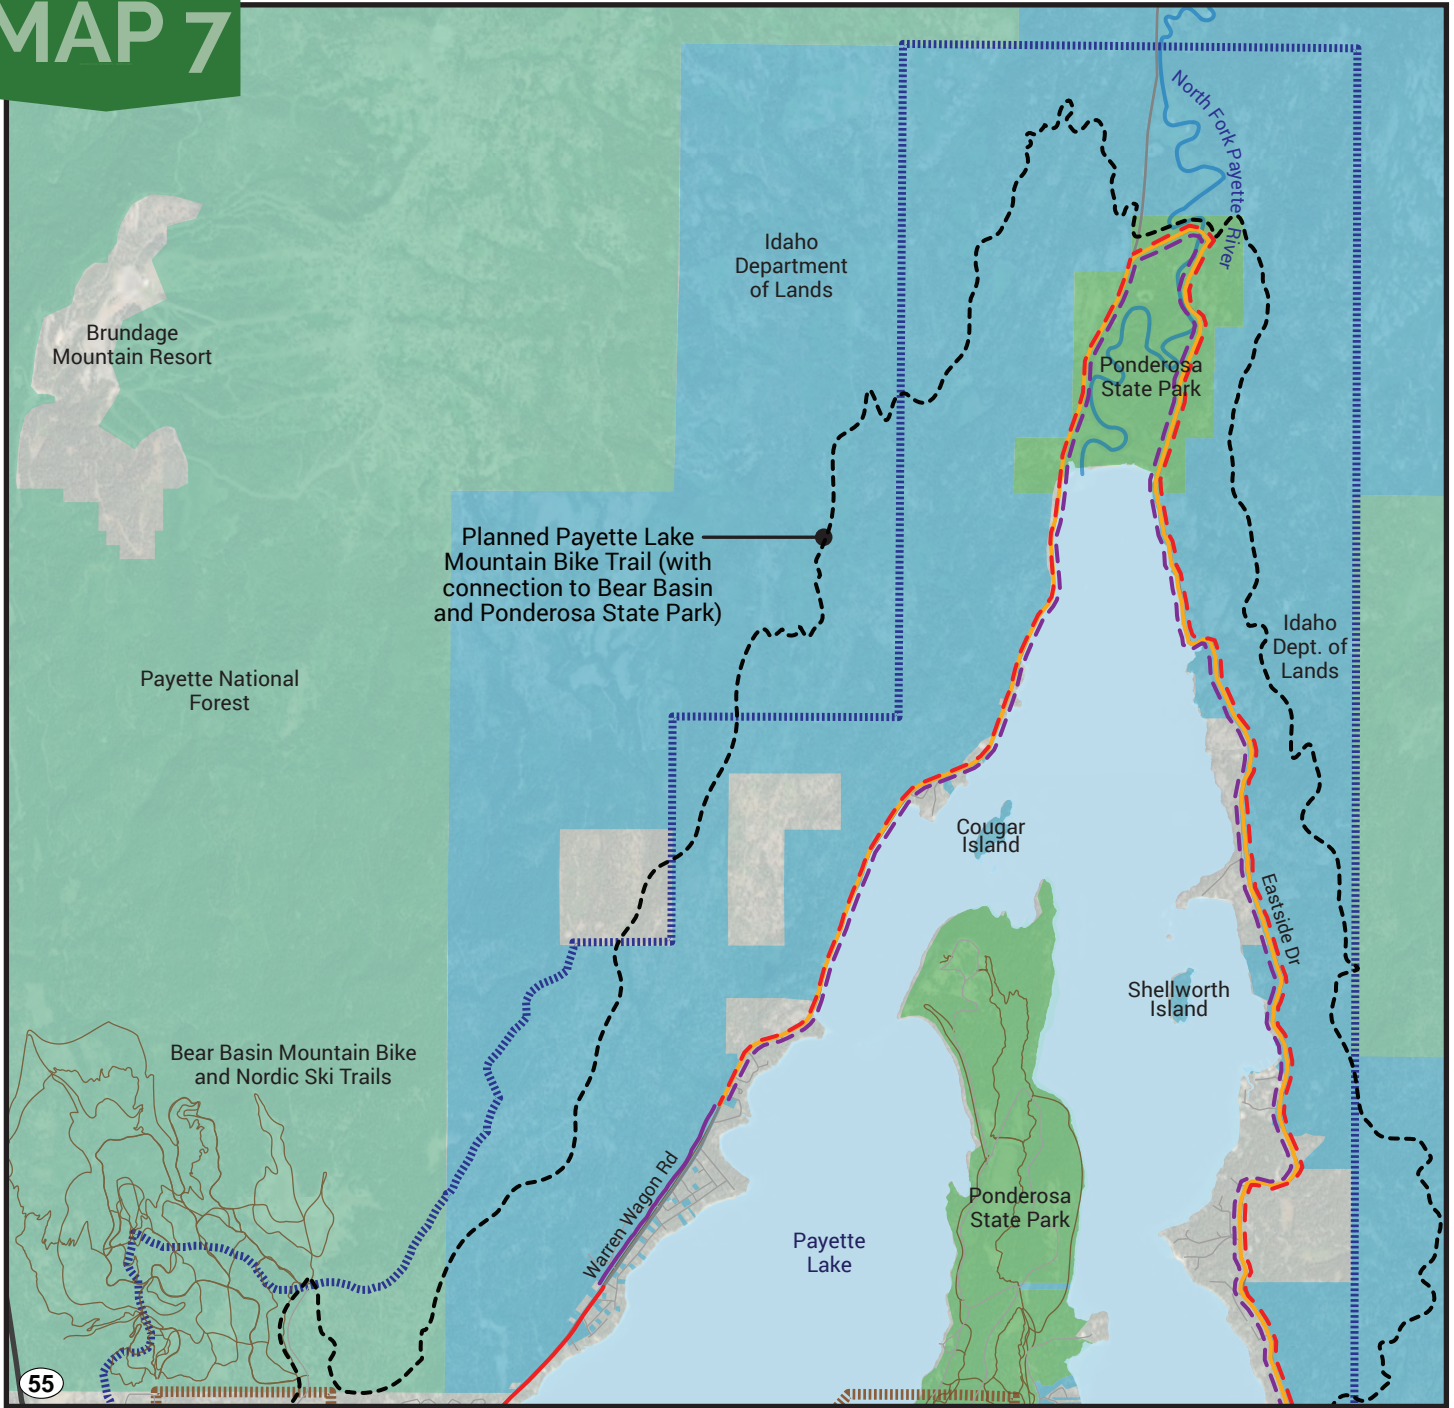 MAP 7
North Fork Payette River
Idaho
Department
of Lands
Brundage
Mountain Resort
Ponderosa
State Park
Planned Payette Lake
Mountain Bike Trail (with
connection to Bear Basin
and Ponderosa State Park)
Idaho
Dept. of
Lands
Payette National
Forest
Cougar
Island
Eastside Dr
Shellworth
Island
Bear Basin Mountain Bike
and Nordic Ski Trails
Warren Wagon Rd
Ponderosa
State Park
Payette
Lake
55